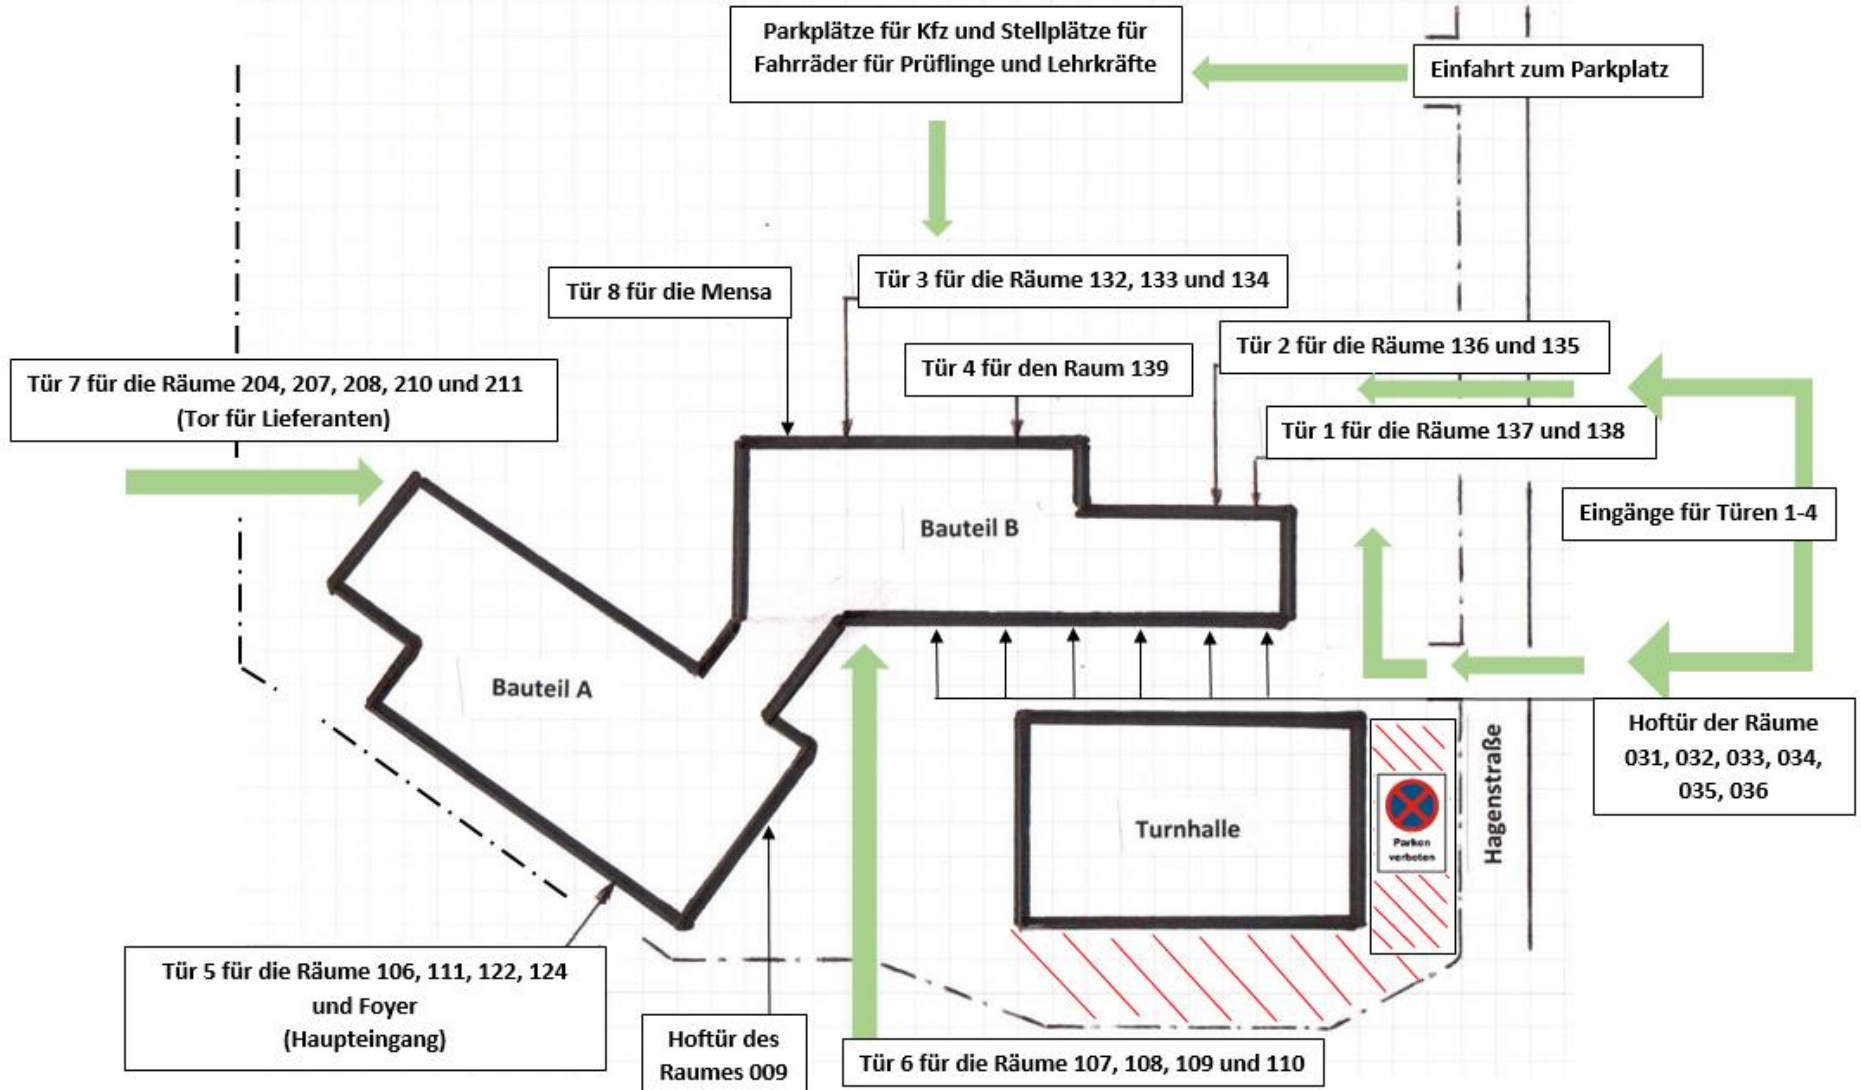 Parkplätze für Kfz und Stellplätze für
Fahrräder für Prüflinge und Lehrkräfte
Einfahrt zum Parkplatz
Tür 8 für die Mensa
Tür 3 für die Räume 132, 133 und 134
Tür 4 für den Raum 139
Tür 2 für die Räume 136 und 135
Tür 7 für die Räume 204, 207, 208, 210 und 211
(Tor für Lieferanten)
Tür 1 für die Räume 137 und 138
Eingänge für Türen 1-4
Bauteil B
Bauteil A
Hoftür der Räume
031, 032, 033, 034,
035, 036
Turnhalle
Parken
verboten
Hagenstraße
Tür 5 für die Räume 106, 111, 122, 124
und Foyer
(Haupteingang)
Hoftür des
Raumes 009
Tür 6 für die Räume 107, 108, 109 und 110